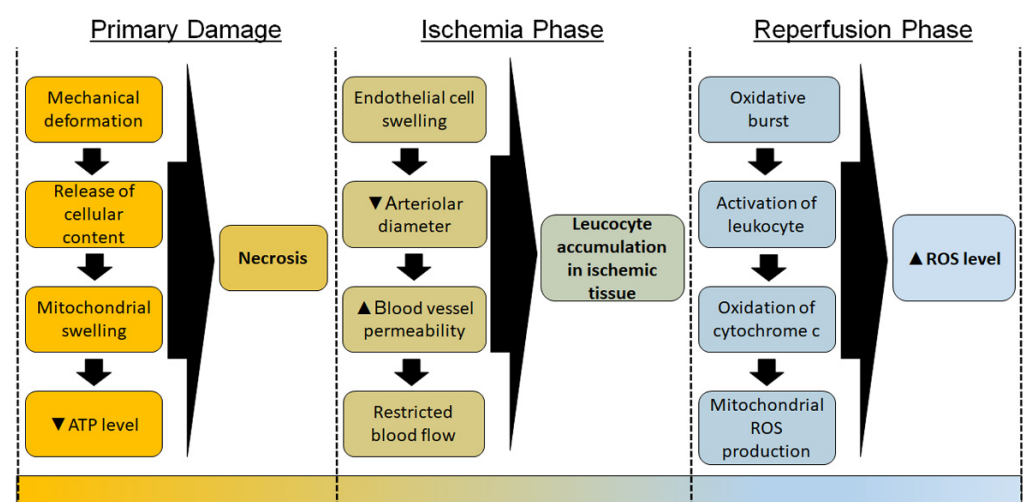 Primary Damage
Mechanical
deformation
Release of
cellular
content
Mitochondrial
swelling
▼ATP level
Necrosis
Ischemia Phase
Endothelial cell
swelling
▼Arteriolar
diameter
▲Blood vessel
permeability
Restricted
blood flow
Leucocyte
accumulation
in ischemic
tissue
Reperfusion Phase
Oxidative
burst
Activation of
leukocyte
Oxidation of
cytochrome c
Mitochondrial
ROS
production
▲ROS level